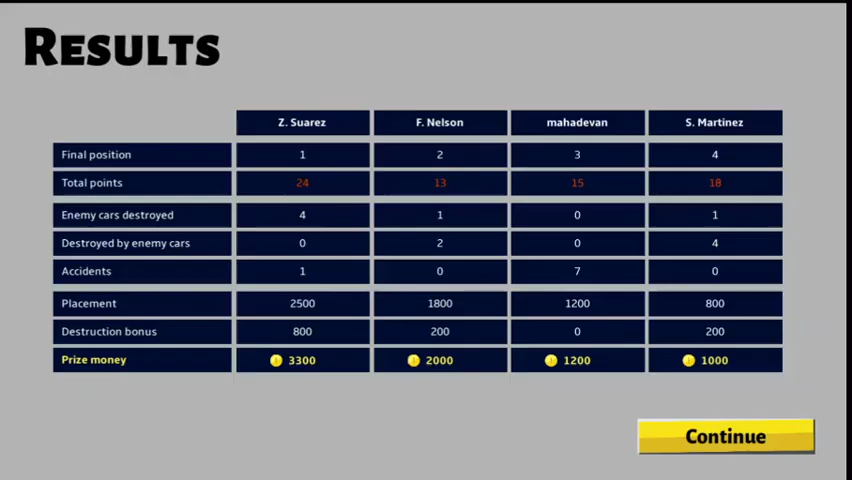 RESULTS
Z. Suarez F. Nelson mahadevan S. Martinez
Final position 1 2 3 4
Total points 24 13 15 18
Enemy cars destroyed 4 1 0 1
Destroyed by enemy cars 0 2 0 4
Accidents 1 0 7 0
Placement 2500 1800 1200 800
Destruction bonus 800 200 0 200
Prize money 3300 2000 1200 1000
Continue